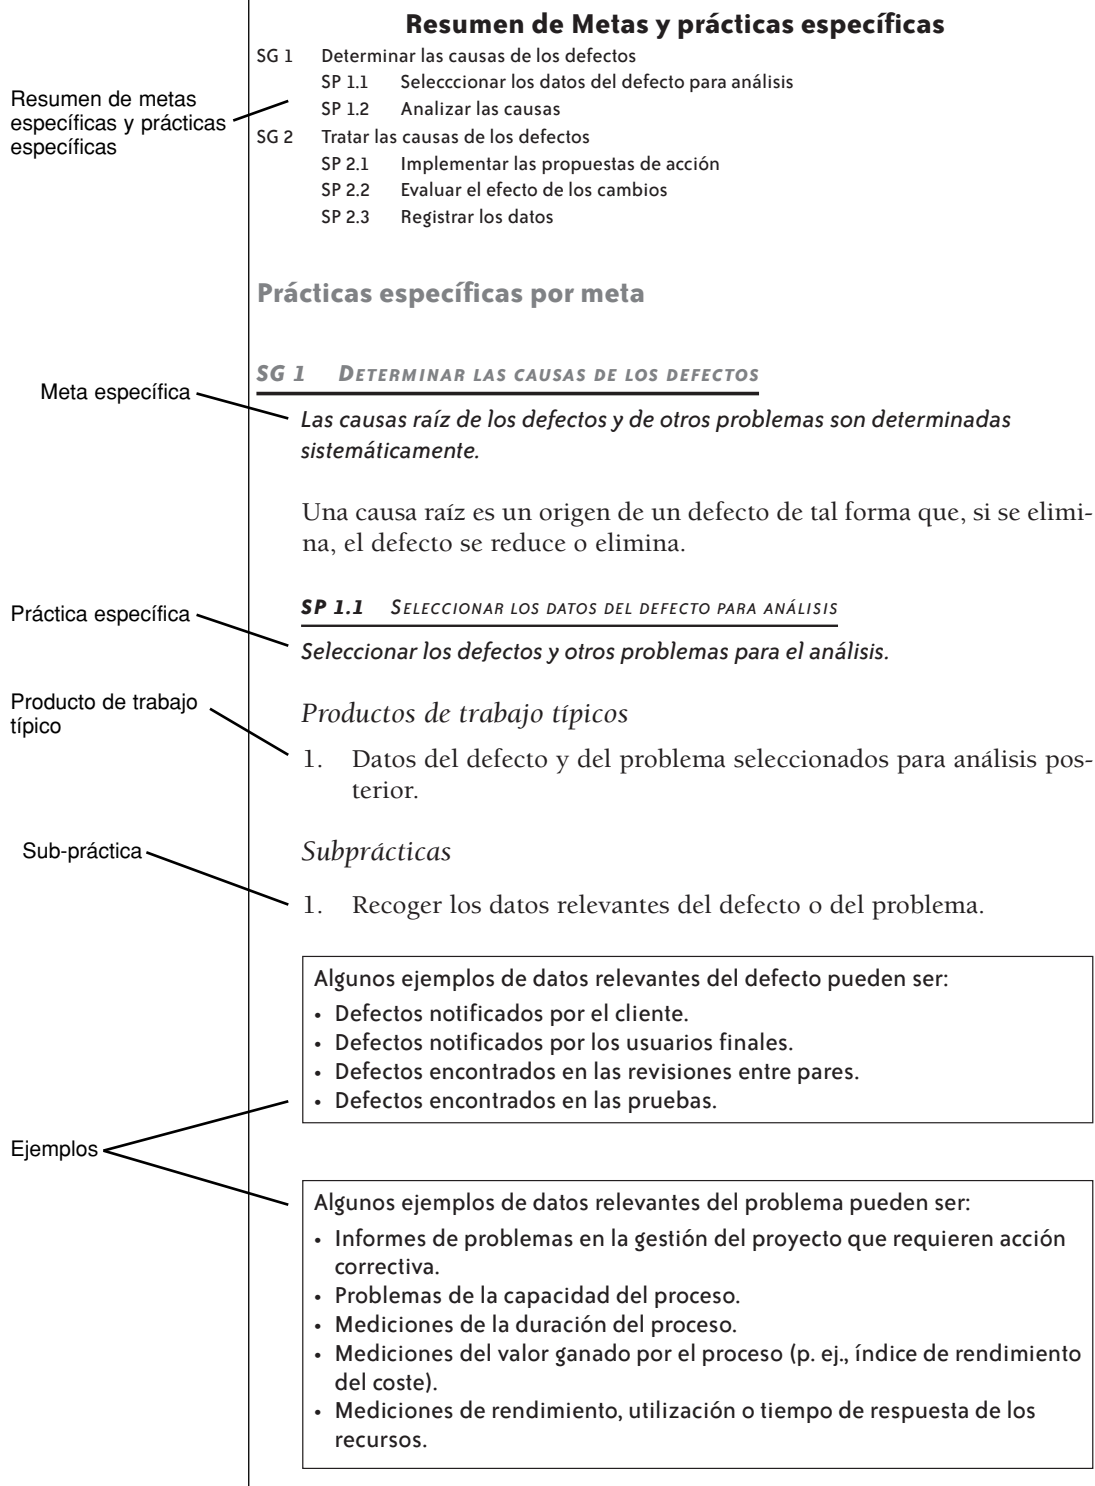 Resumen de Metas y prácticas específicas
SG 1 Determinar las causas de los defectos
SP 1.1 Selecccionar los datos del defecto para análisis
SP 1.2 Analizar las causas
SG 2 Tratar las causas de los defectos
SP 2.1 Implementar las propuestas de acción
SP 2.2 Evaluar el efecto de los cambios
SP 2.3 Registrar los datos
Resumen de metas
específicas y prácticas
específicas
Prácticas específicas por meta
SG 1 DETERMINAR LAS CAUSAS DE LOS DEFECTOS
Meta específica
Las causas raíz de los defectos y de otros problemas son determinadas
sistemáticamente.
Una causa raíz es un origen de un defecto de tal forma que, si se elimi-
na, el defecto se reduce o elimina.
SP 1.1 SELECCIONAR LOS DATOS DEL DEFECTO PARA ANÁLISIS
Práctica específica
Seleccionar los defectos y otros problemas para el análisis.
Producto de trabajo
típico
Productos de trabajo típicos
1. Datos del defecto y del problema seleccionados para análisis pos-
terior.
Sub-práctica
Subprácticas
1. Recoger los datos relevantes del defecto o del problema.
Algunos ejemplos de datos relevantes del defecto pueden ser:
• Defectos notificados por el cliente.
• Defectos notificados por los usuarios finales.
• Defectos encontrados en las revisiones entre pares.
• Defectos encontrados en las pruebas.
Ejemplos
Algunos ejemplos de datos relevantes del problema pueden ser:
• Informes de problemas en la gestión del proyecto que requieren acción
correctiva.
• Problemas de la capacidad del proceso.
• Mediciones de la duración del proceso.
• Mediciones del valor ganado por el proceso (p. ej., índice de rendimiento
del coste).
• Mediciones de rendimiento, utilización o tiempo de respuesta de los
recursos.